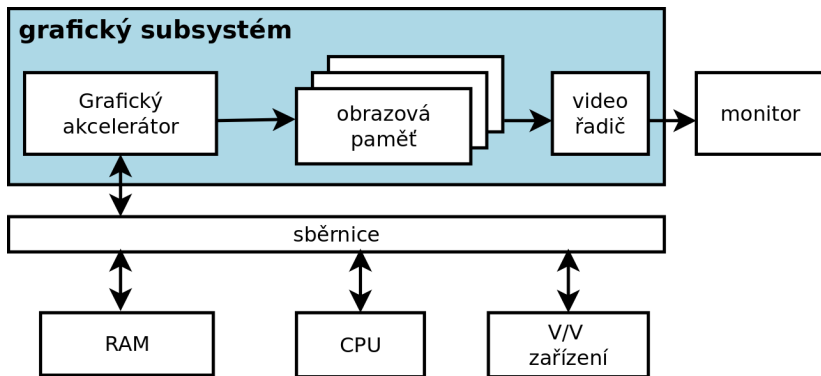 grafický subsystém
Grafický
akcelerátor
obrazová
paměť
video
řadič
monitor
sběrnice
RAM
CPU
V/V
zařízení